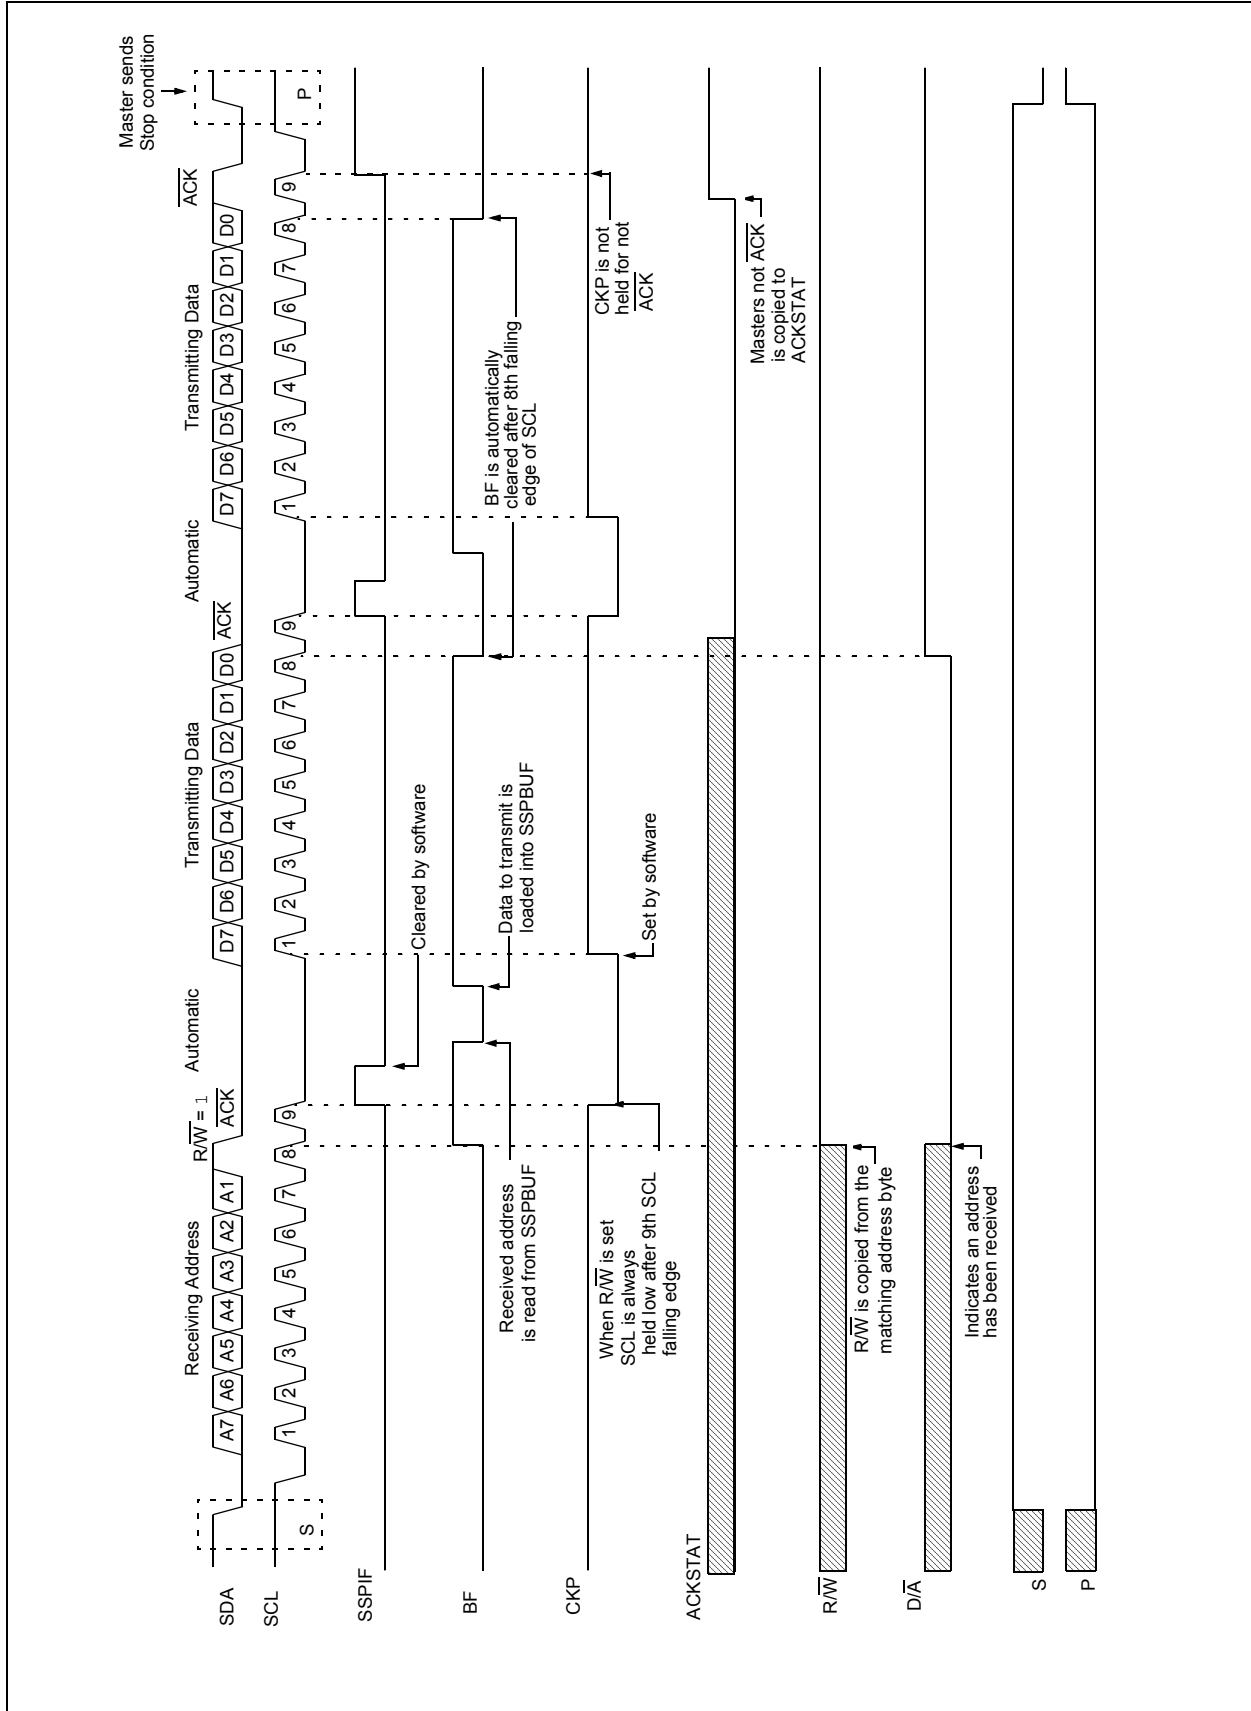 Master sends
Stop condition
Receiving Address
R/W = 1
ACK
Automatic
Transmitting Data
ACK
Automatic
Transmitting Data
ACK
SDA
A7 A6 A5 A4 A3 A2 A1
D7 D6 D5 D4 D3 D2 D1 D0
D7 D6 D5 D4 D3 D2 D1 D0
SCL
S
1 2 3 4 5 6 7 8 9
1 2 3 4 5 6 7 8 9
1 2 3 4 5 6 7 8 9
P
SSPIF
Cleared by software
BF
Received address
is read from SSPBUF
Data to transmit is
loaded into SSPBUF
BF is automatically
cleared after 8th falling
edge of SCL
CKP
When R/W is set
SCL is always
held low after 9th SCL
falling edge
Set by software
CKP is not
held for not
ACK
ACKSTAT
Masters not ACK
is copied to
ACKSTAT
R/W
R/W is copied from the
matching address byte
D/A
Indicates an address
has been received
S
P